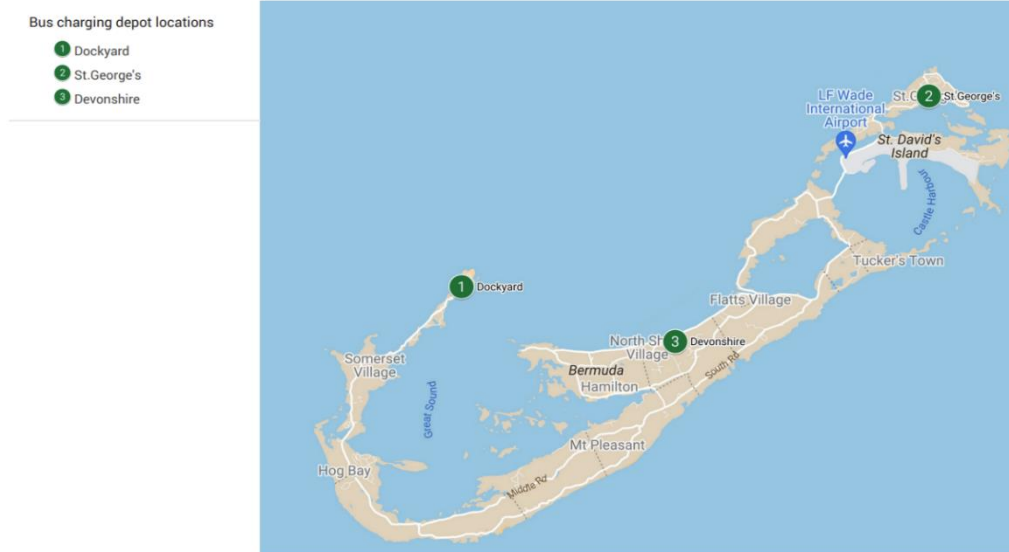 Bus charging depot locations
1 Dockyard
2 St.George's
3 Devonshire
LF Wade
International
Airport
2 St.George's
St. David's
Island
Castle Harbour
Tucker's Town
1 Dockyard
Flatts Village
North
Village
3 Devonshire
Somerset
Village
Bermuda
Hamilton
South Rd
Great Sound
Mt Pleasant
Hog Bay
Middle Rd